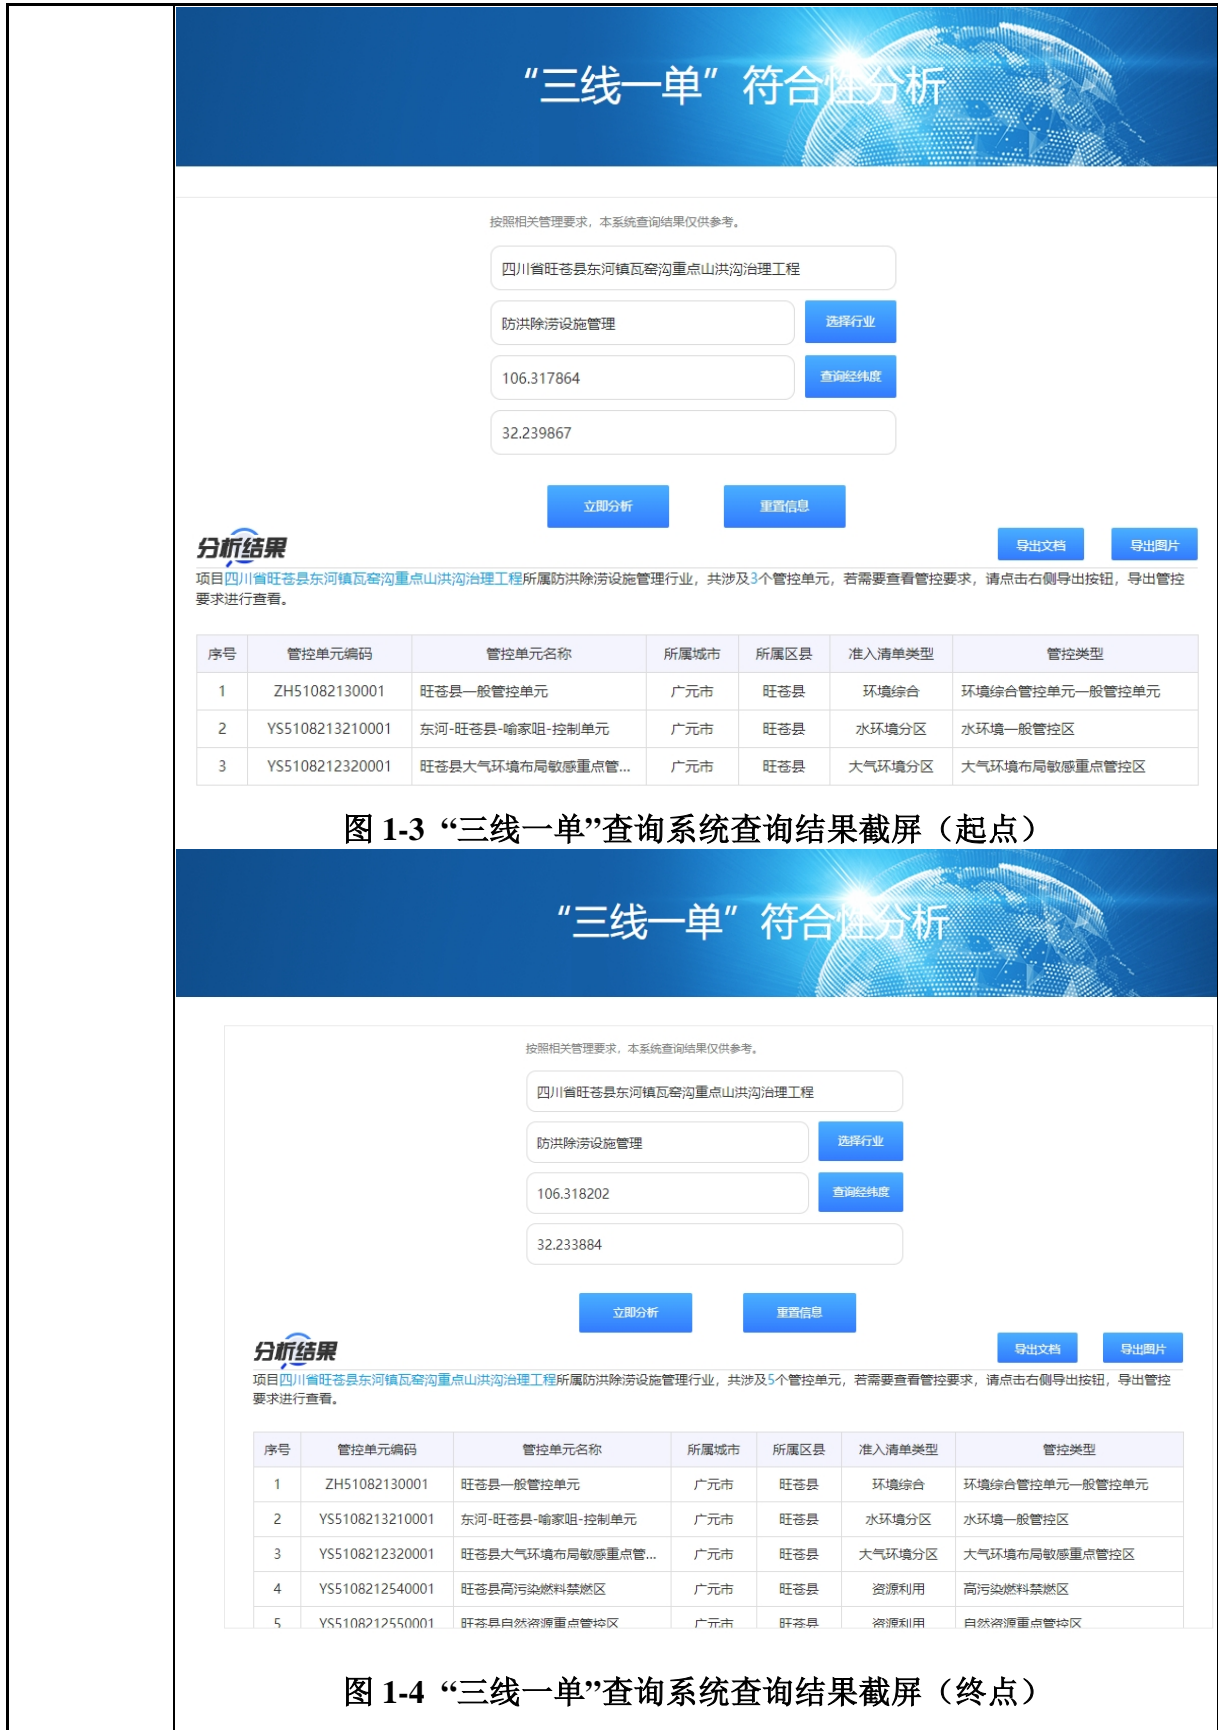 “三线一单”符合性分析
按照相关管理要求，本系统查询结果仅供参考。
四川省旺苍县东河镇瓦窑沟重点山洪沟治理工程
防洪除涝设施管理 选择行业
106.317864 查询经纬度
32.239867
立即分析 重置信息
分析结果 导出文档 导出图片
项目四川省旺苍县东河镇瓦窑沟重点山洪沟治理工程所属防洪除涝设施管理行业，共涉及3个管控单元，若需要查看管控要求，请点击右侧导出按钮，导出管控
要求进行查看。
序号 管控单元编码 管控单元名称 所属城市 所属区县 准入清单类型 管控类型
1 ZH51082130001 旺苍县一般管控单元 广元市 旺苍县 环境综合 环境综合管控单元一般管控单元
2 YS5108213210001 东河-旺苍县-喻家咀-控制单元 广元市 旺苍县 水环境分区 水环境一般管控区
3 YS5108212320001 旺苍县大气环境布局敏感重点管... 广元市 旺苍县 大气环境分区 大气环境布局敏感重点管控区
图 1-3 “三线一单”查询系统查询结果截屏（起点）
“三线一单”符合性分析
按照相关管理要求，本系统查询结果仅供参考。
四川省旺苍县东河镇瓦窑沟重点山洪沟治理工程
防洪除涝设施管理 选择行业
106.318202 查询经纬度
32.233884
立即分析 重置信息
分析结果 导出文档 导出图片
项目四川省旺苍县东河镇瓦窑沟重点山洪沟治理工程所属防洪除涝设施管理行业，共涉及5个管控单元，若需要查看管控要求，请点击右侧导出按钮，导出管控
要求进行查看。
序号 管控单元编码 管控单元名称 所属城市 所属区县 准入清单类型 管控类型
1 ZH51082130001 旺苍县一般管控单元 广元市 旺苍县 环境综合 环境综合管控单元一般管控单元
2 YS5108213210001 东河-旺苍县-喻家咀-控制单元 广元市 旺苍县 水环境分区 水环境一般管控区
3 YS5108212320001 旺苍县大气环境布局敏感重点管... 广元市 旺苍县 大气环境分区 大气环境布局敏感重点管控区
4 YS5108212540001 旺苍县高污染燃料禁燃区 广元市 旺苍县 资源利用 高污染燃料禁燃区
5 YS5108212550001 旺苍县自然资源重点管控区 广元市 旺苍县 资源利用 自然资源重点管控区
图 1-4 “三线一单”查询系统查询结果截屏（终点）